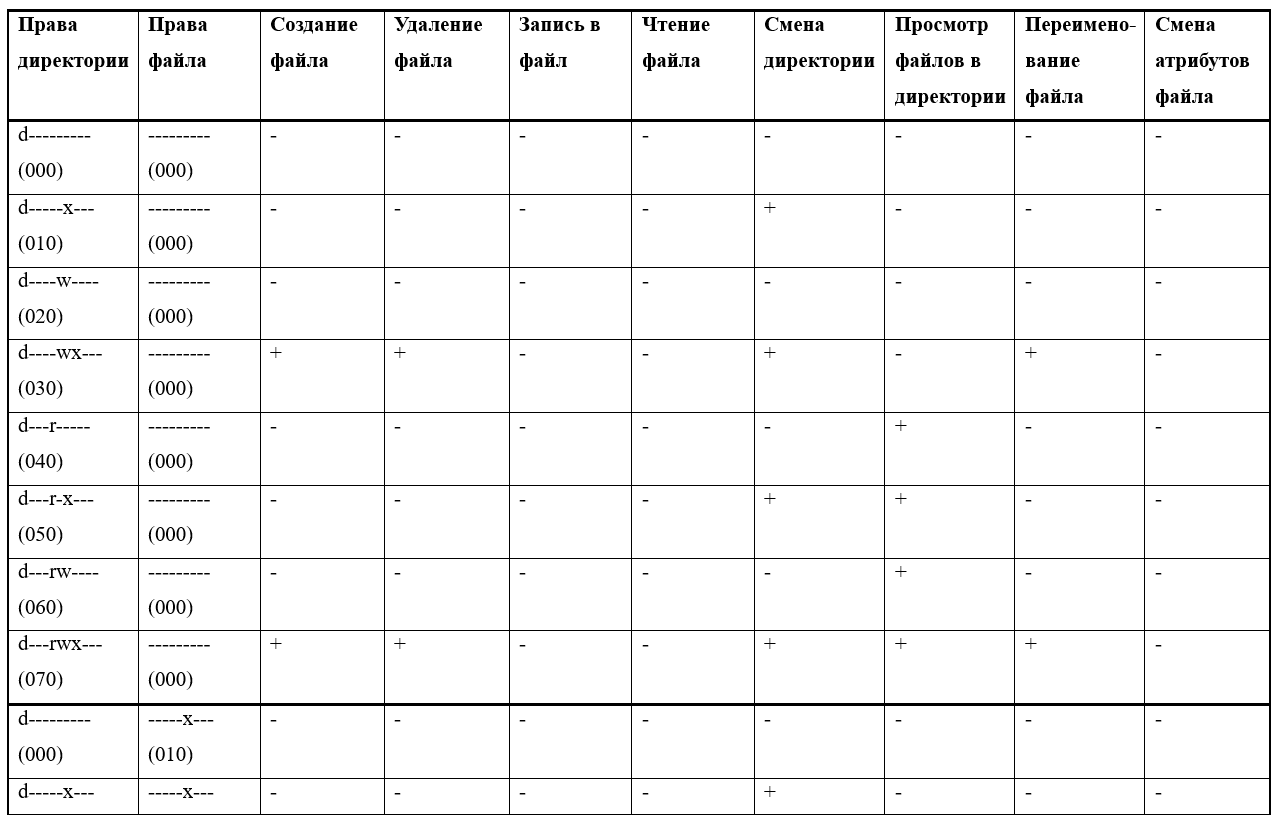 Права директории | Права файла | Создание файла | Удаление файла | Запись в файл | Чтение файла | Смена директории | Просмотр файлов в директории | Переимено-вание файла | Смена атрибутов файла
d--------- (000) | --------- (000) | - | - | - | - | - | - | - | -
d-----x--- (010) | --------- (000) | - | - | - | - | + | - | - | -
d----w---- (020) | --------- (000) | - | - | - | - | - | - | - | -
d----wx--- (030) | --------- (000) | + | + | - | - | + | - | + | -
d---r----- (040) | --------- (000) | - | - | - | - | - | + | - | -
d---r-x--- (050) | --------- (000) | - | - | - | - | + | + | - | -
d---rw---- (060) | --------- (000) | - | - | - | - | - | + | - | -
d---rwx--- (070) | --------- (000) | + | + | - | - | + | + | + | -
d--------- (000) | -----x--- (010) | - | - | - | - | - | - | - | -
d-----x--- | -----x--- | - | - | - | - | + | - | - | -